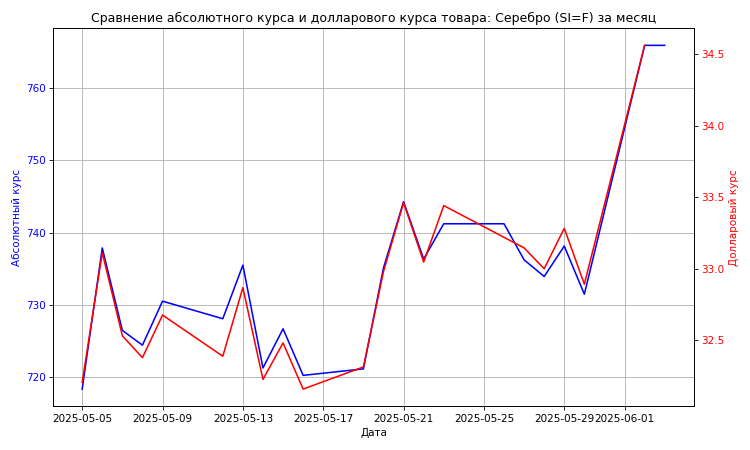 Сравнение абсолютного курса и долларового курса товара: Серебро (SI=F) за месяц
Абсолютный курс
760
750
740
730
720
34.5
34.0
33.5
33.0
32.5
Долларовый курс
2025-05-05 2025-05-09 2025-05-13 2025-05-17 2025-05-21 2025-05-25 2025-05-29 2025-06-01
Дата